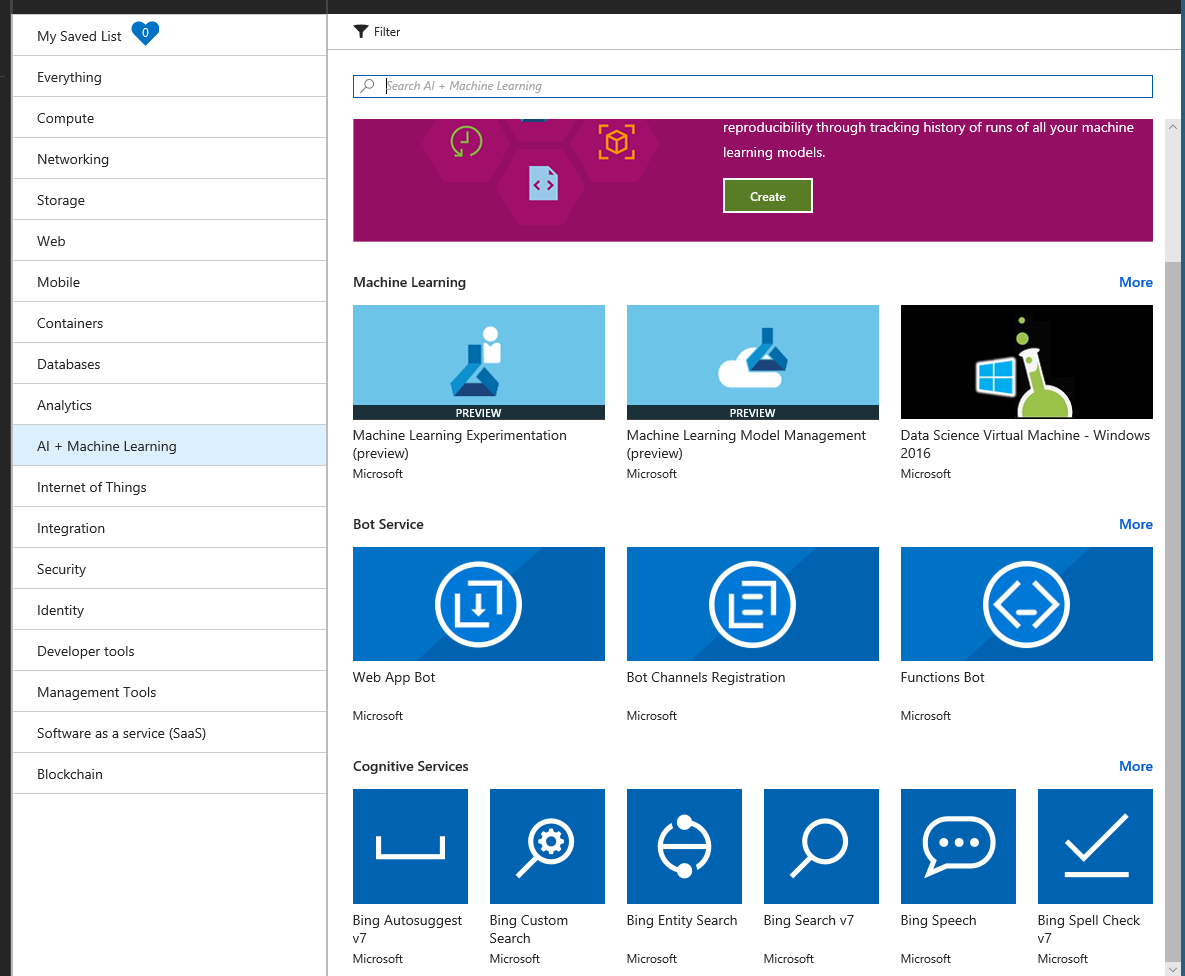 My Saved List 0
Everything
Compute
Networking
Storage
Web
Mobile
Containers
Databases
Analytics
AI + Machine Learning
Internet of Things
Integration
Security
Identity
Developer tools
Management Tools
Software as a service (SaaS)
Blockchain
Filter
Search AI + Machine Learning
reproducibility through tracking history of runs of all your machine
learning models.
Create
Machine Learning
More
PREVIEW
Machine Learning Experimentation
(preview)
Microsoft
PREVIEW
Machine Learning Model Management
(preview)
Microsoft
Data Science Virtual Machine - Windows
2016
Microsoft
Bot Service
More
Web App Bot
Microsoft
Bot Channels Registration
Microsoft
Functions Bot
Microsoft
Cognitive Services
More
Bing Autosuggest
v7
Microsoft
Bing Custom
Search
Microsoft
Bing Entity Search
Microsoft
Bing Search v7
Microsoft
Bing Speech
Microsoft
Bing Spell Check
v7
Microsoft